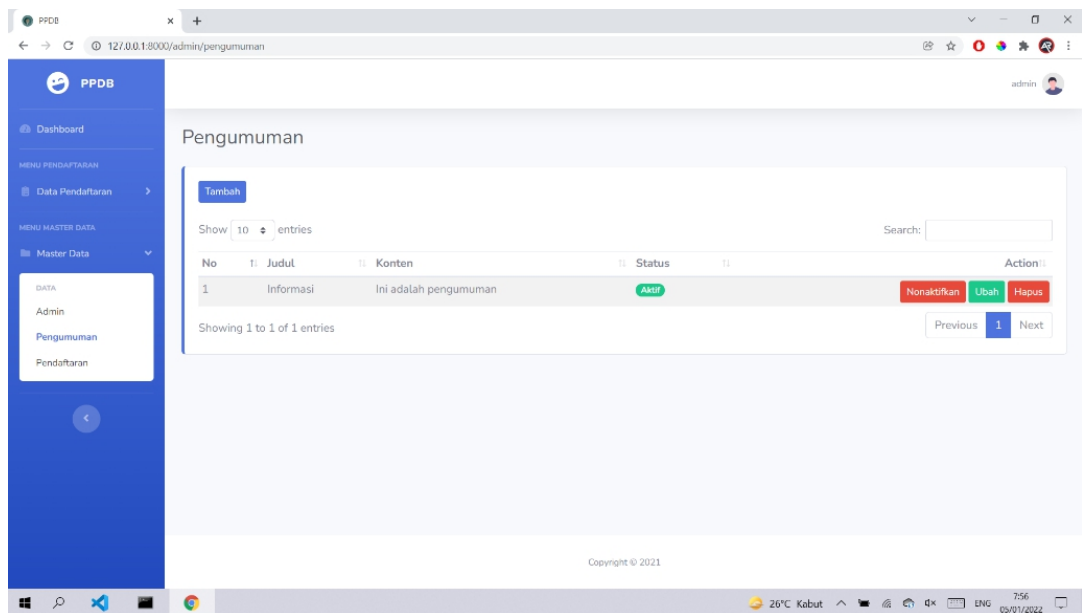 PPDB
127.0.0.1:8000/admin/pengumuman
PPDB
admin
Dashboard
Pengumuman
MENU PENDAFTARAN
Data Pendaftaran
Tambah
MENU MASTER DATA
Show 10 entries
Search:
Master Data
No Judul Konten Status Action
DATA
1 Informasi Ini adalah pengumuman Aktif Nonaktifkan Ubah Hapus
Admin
Pengumuman
Showing 1 to 1 of 1 entries
Previous 1 Next
Pendaftaran
Copyright © 2021
26°C Kabut
ENG
7:56
05/01/2022